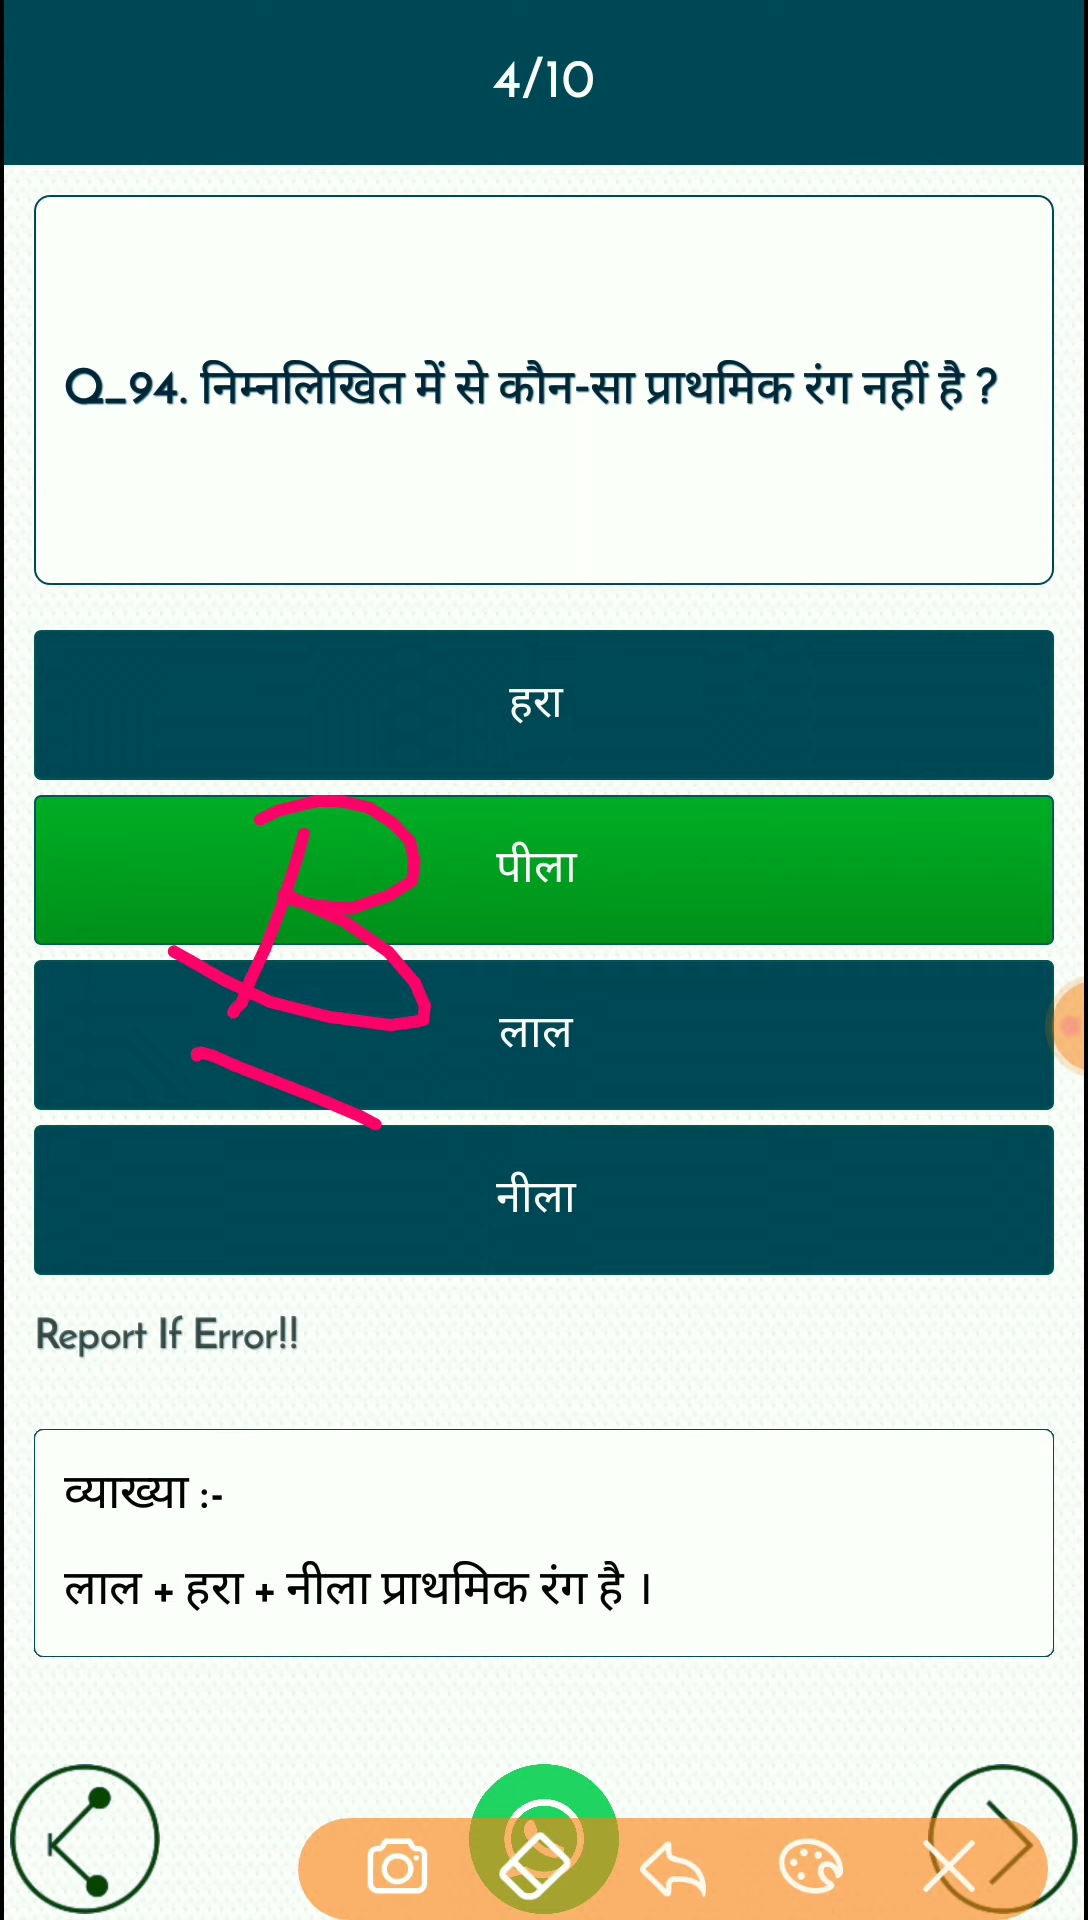 4/10
Q_94. निम्नलिखित में से कौन-सा प्राथमिक रंग नहीं है ?
हरा
पीला
B
लाल
नीला
Report If Error!!
व्याख्या :-
लाल + हरा + नीला प्राथमिक रंग है ।